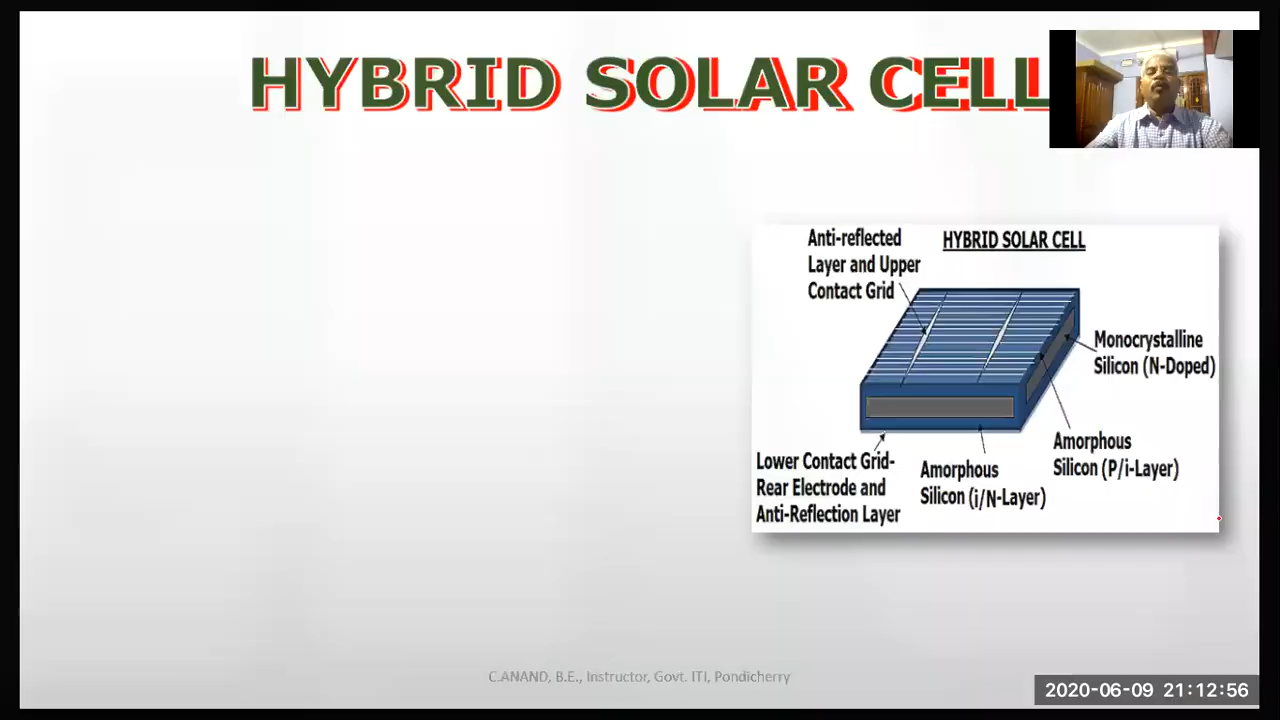 HYBRID SOLAR CELL
Anti-reflected
Layer and Upper
Contact Grid
HYBRID SOLAR CELL
Monocrystalline
Silicon (N-Doped)
Amorphous
Silicon (P/i-Layer)
Amorphous
Silicon (i/N-Layer)
Lower Contact Grid-
Rear Electrode and
Anti-Reflection Layer
C.ANAND, B.E., Instructor, Govt. ITI, Pondicherry
2020-06-09 21:12:56